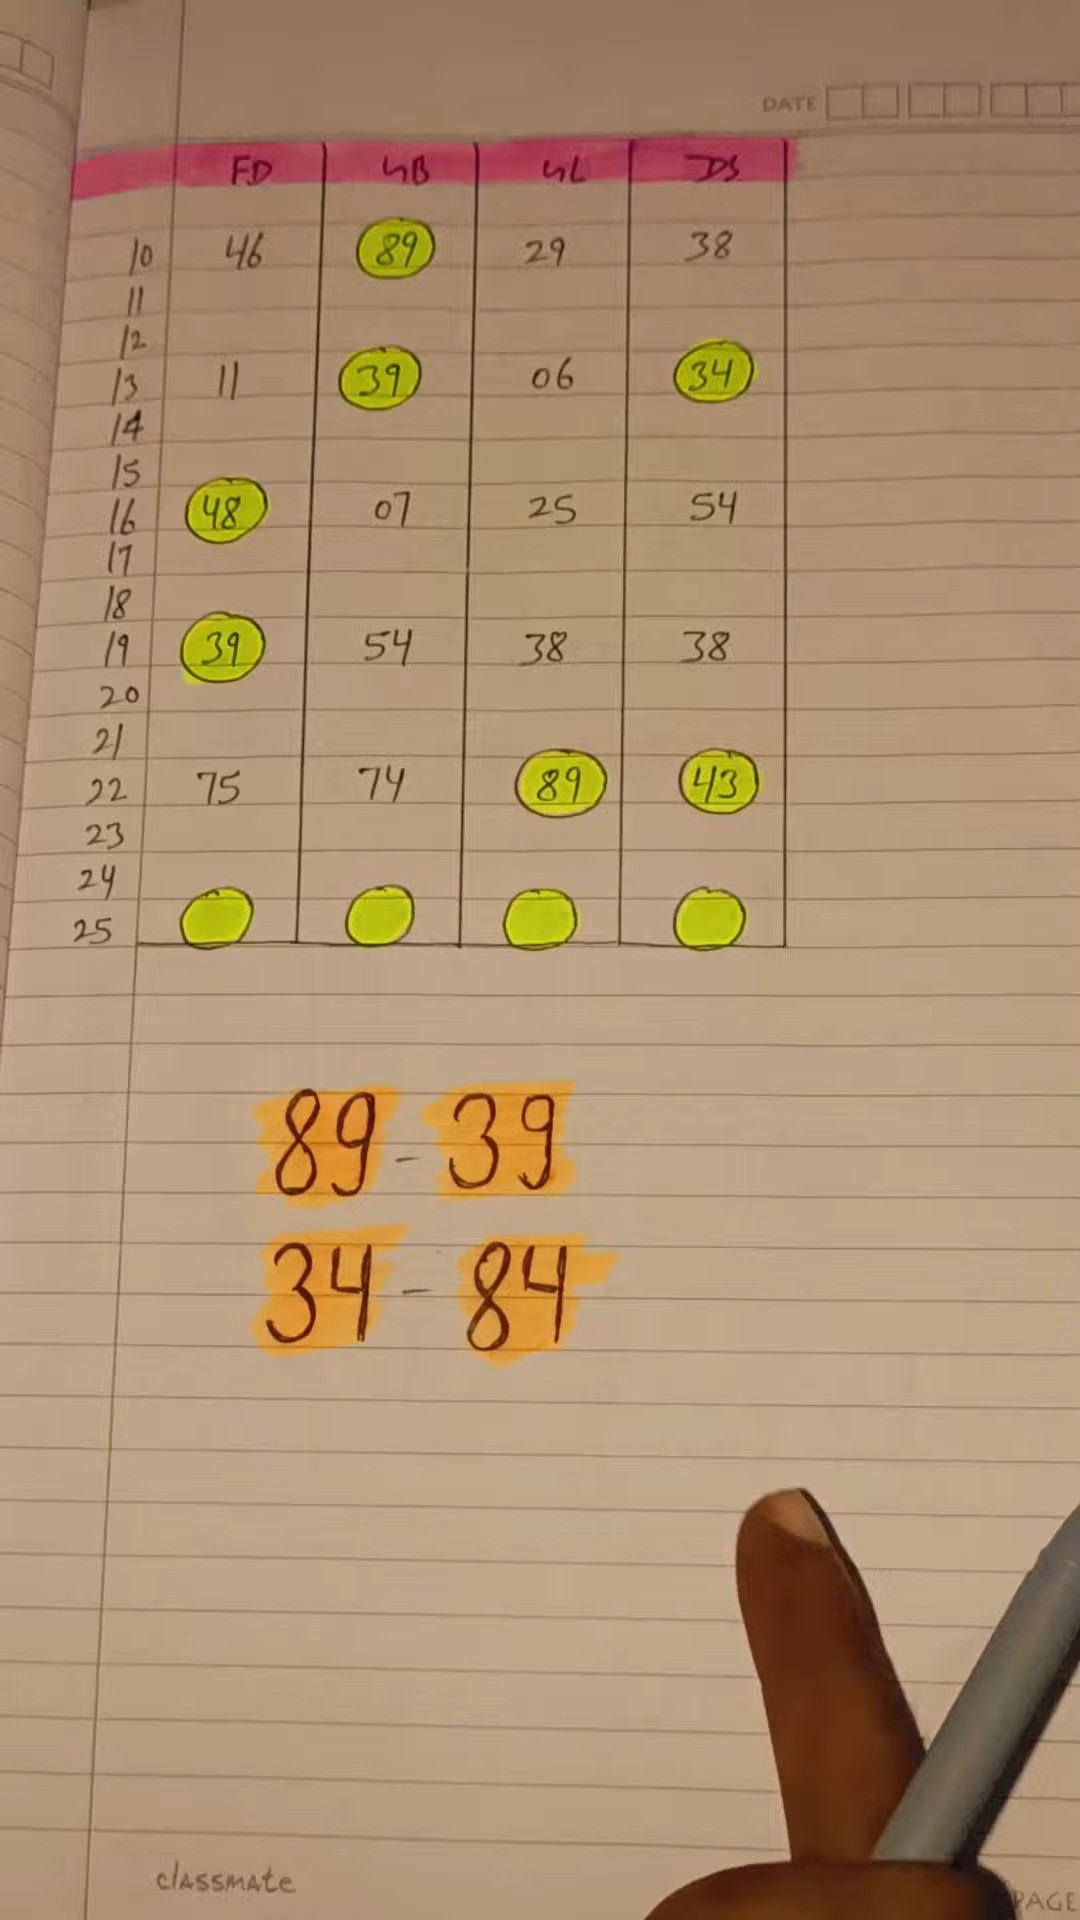 DATE
FD GB GL DS
10 46 89 29 38
11
12
13 11 39 06 34
14
15
16 48 07 25 54
17
18
19 39 54 38 38
20
21
22 75 74 89 43
23
24
25
89 - 39
34 - 84
classmate
PAGE